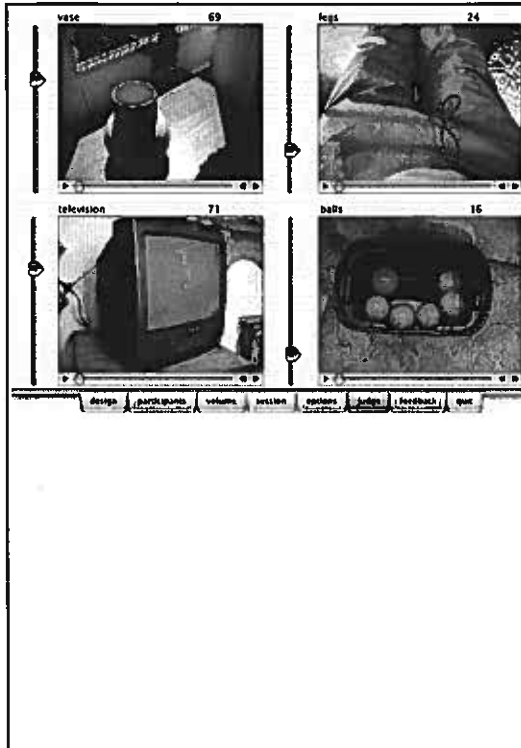 vase 69
legs 24
television 71
balls 16
design participants volume session options judge feedback quit